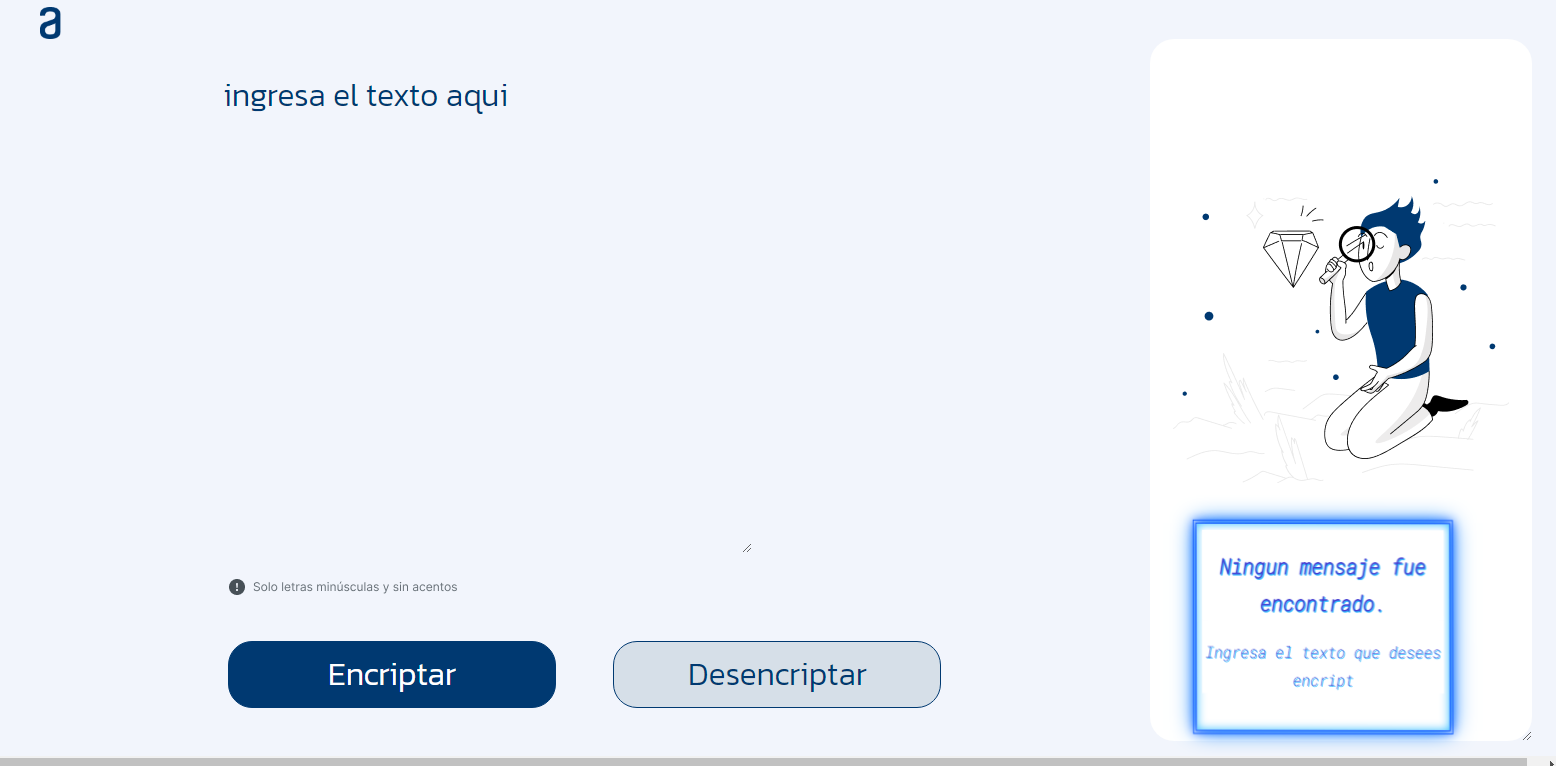 a
ingresa el texto aqui
Solo letras minúsculas y sin acentos
Encriptar
Desencriptar
Ningun mensaje fue
encontrado.
Ingresa el texto que desees
encript